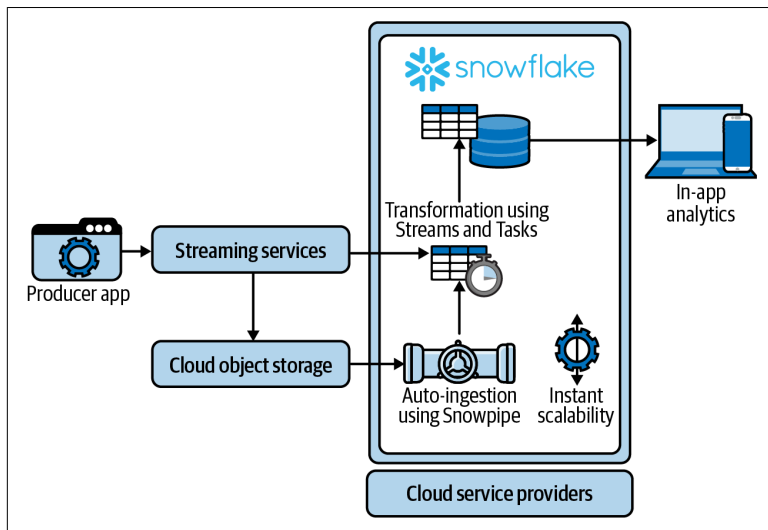 snowflake
In-app
analytics
Transformation using
Streams and Tasks
Streaming services
Producer app
Cloud object storage
Auto-ingestion
using Snowpipe
Instant
scalability
Cloud service providers